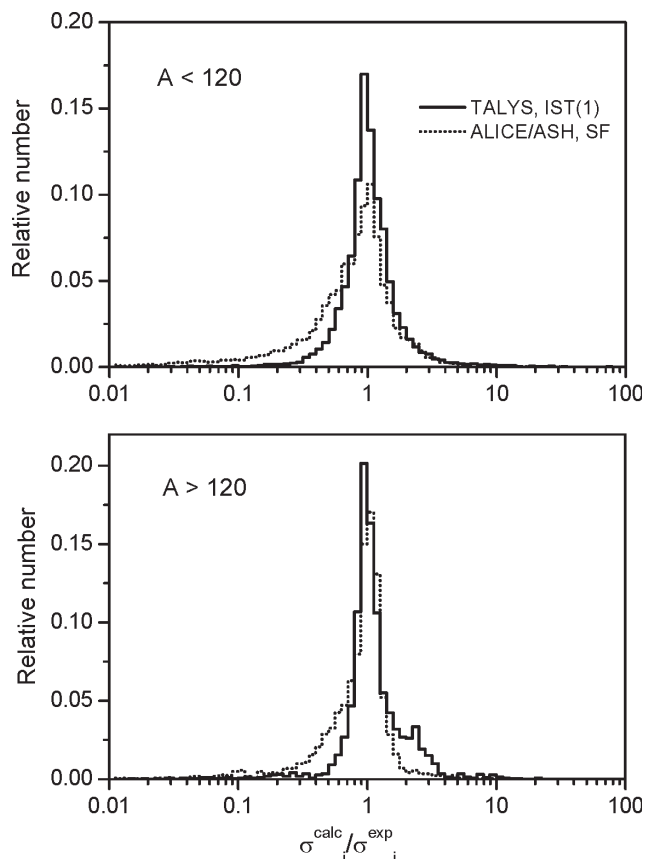 0.20
0.15
0.10
0.05
0.00
Relative number
A < 120
TALYS, IST(1)
ALICE/ASH, SF
0.01 0.1 1 10 100
0.20
0.15
0.10
0.05
0.00
Relative number
A > 120
0.01 0.1 1 10 100
σ^calc_i/σ^exp_i